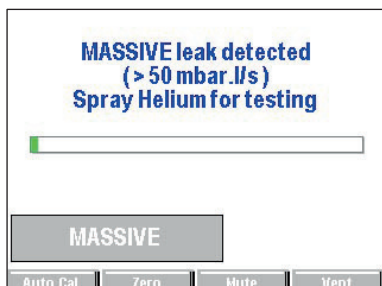 MASSIVE leak detected
(> 50 mbar.l/s)
Spray Helium for testing
MASSIVE
Auto Cal Zero Mute Vent